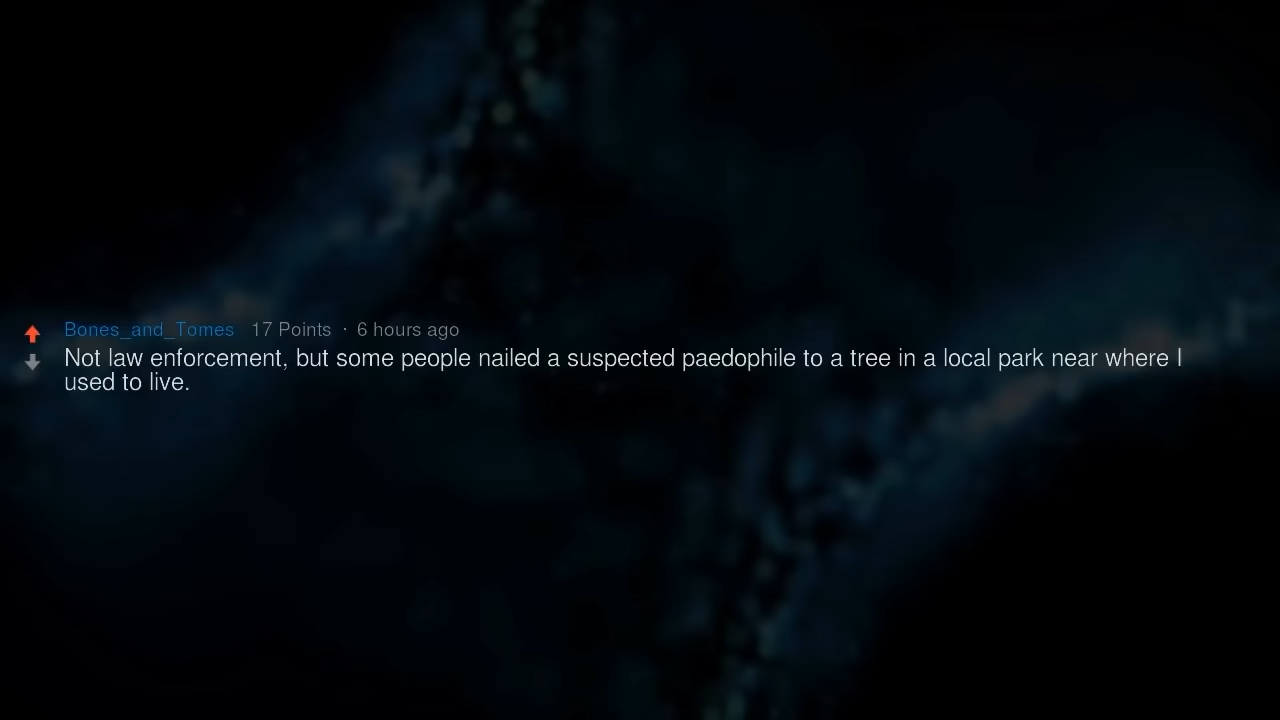 Bones_and_Tomes 17 Points · 6 hours ago
Not law enforcement, but some people nailed a suspected paedophile to a tree in a local park near where I
used to live.